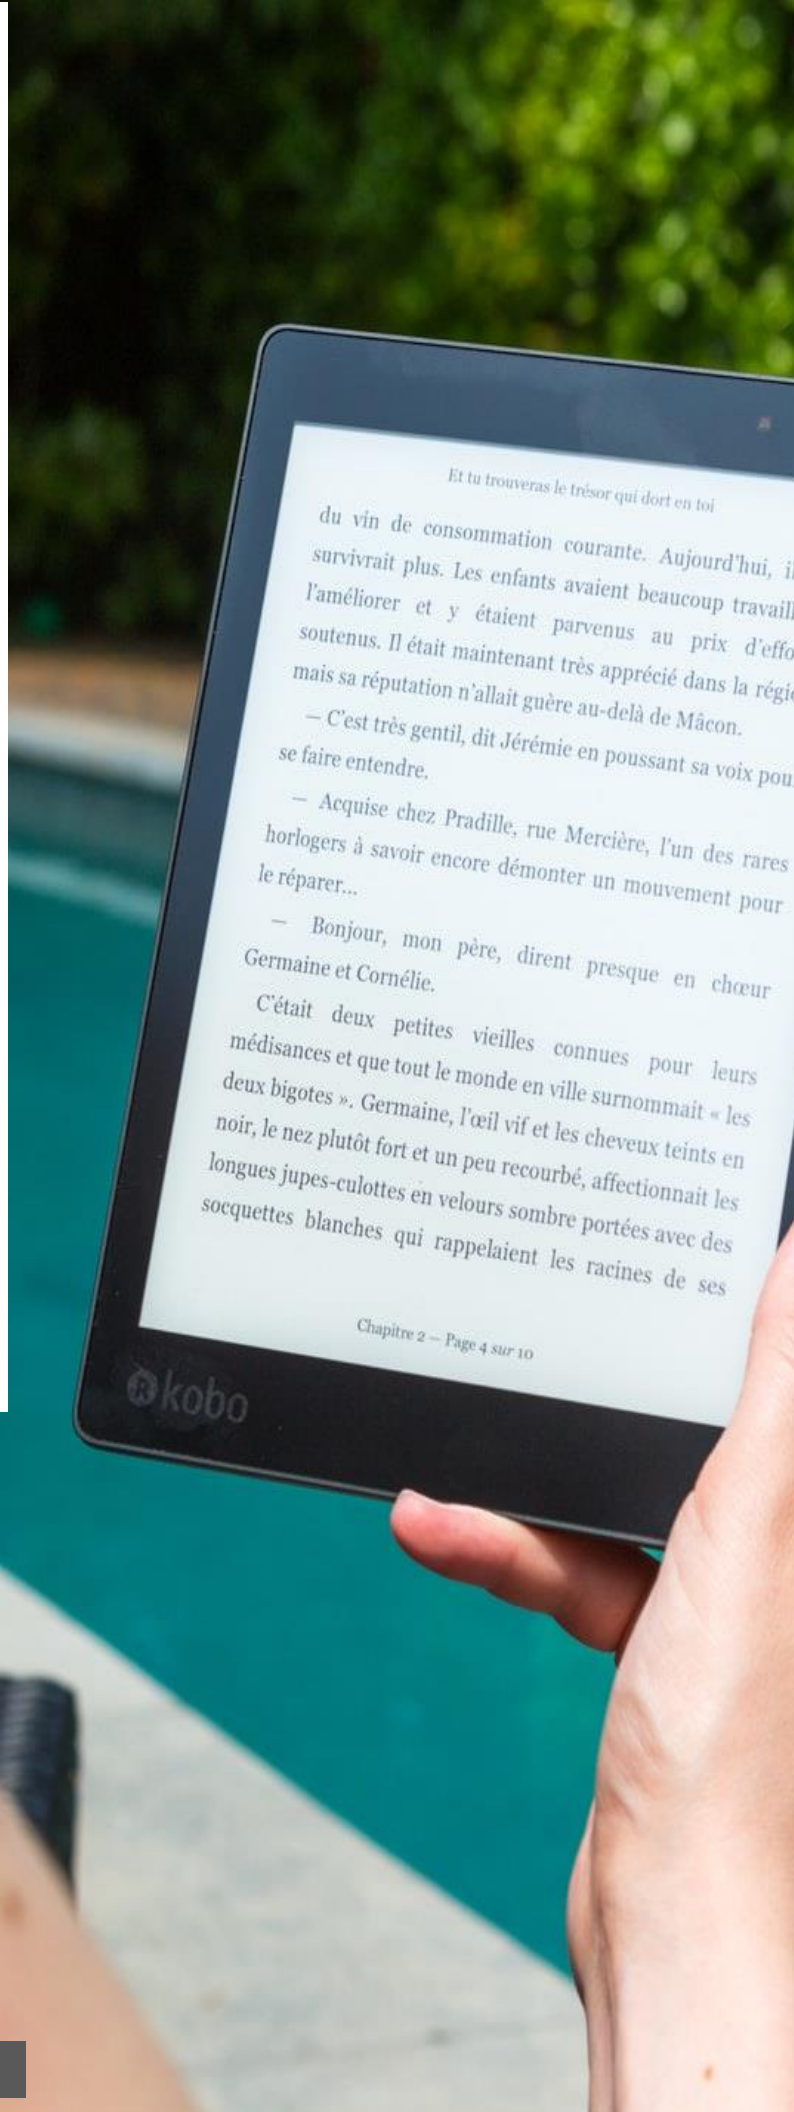 Et tu trouveras le trésor qui dort en toi
du vin de consommation courante. Aujourd'hui, il
survivrait plus. Les enfants avaient beaucoup travaill
l'améliorer et y étaient parvenus au prix d'effo
soutenus. Il était maintenant très apprécié dans la régio
mais sa réputation n'allait guère au-delà de Mâcon.
— C'est très gentil, dit Jérémie en poussant sa voix pour
se faire entendre.
— Acquise chez Pradille, rue Mercière, l'un des rares
horlogers à savoir encore démonter un mouvement pour
le réparer...
— Bonjour, mon père, dirent presque en chœur
Germaine et Cornélie.
C'était deux petites vieilles connues pour leurs
médisances et que tout le monde en ville surnommait « les
deux bigotes ». Germaine, l'œil vif et les cheveux teints en
noir, le nez plutôt fort et un peu recourbé, affectionnait les
longues jupes-culottes en velours sombre portées avec des
socquettes blanches qui rappelaient les racines de ses
Chapitre 2 — Page 4 sur 10
kobo